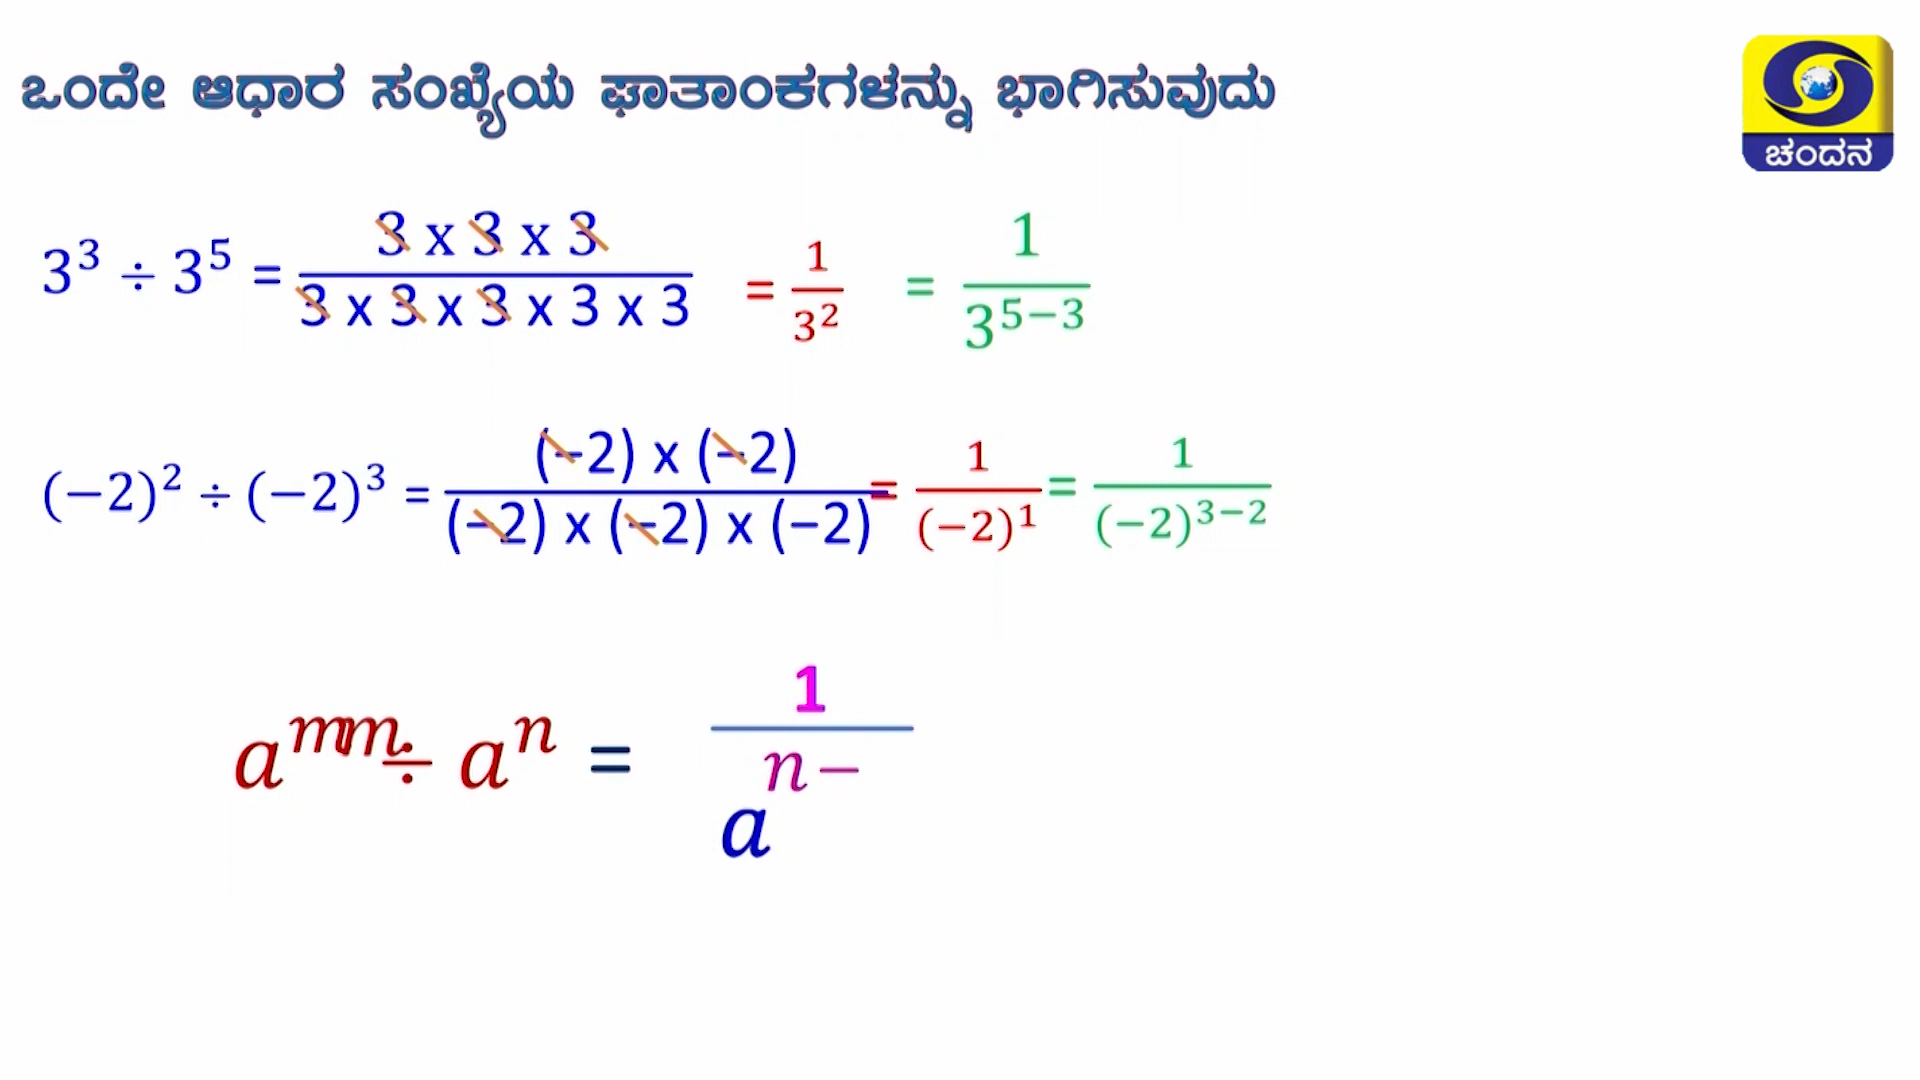 ಒಂದೇ ಆಧಾರ ಸಂಖ್ಯೆಯ ಘಾತಾಂಕಗಳನ್ನು ಭಾಗಿಸುವುದು
ಚಂದನ
3³ ÷ 3⁵ = (3 x 3 x 3)/(3 x 3 x 3 x 3 x 3) = 1/3² = 1/3⁵⁻³
(−2)² ÷ (−2)³ = ((−2) x (−2))/((−2) x (−2) x (−2)) = 1/(−2)¹ = 1/(−2)³⁻²
aᵐᵐ ÷ aⁿ = 1/aⁿ⁻